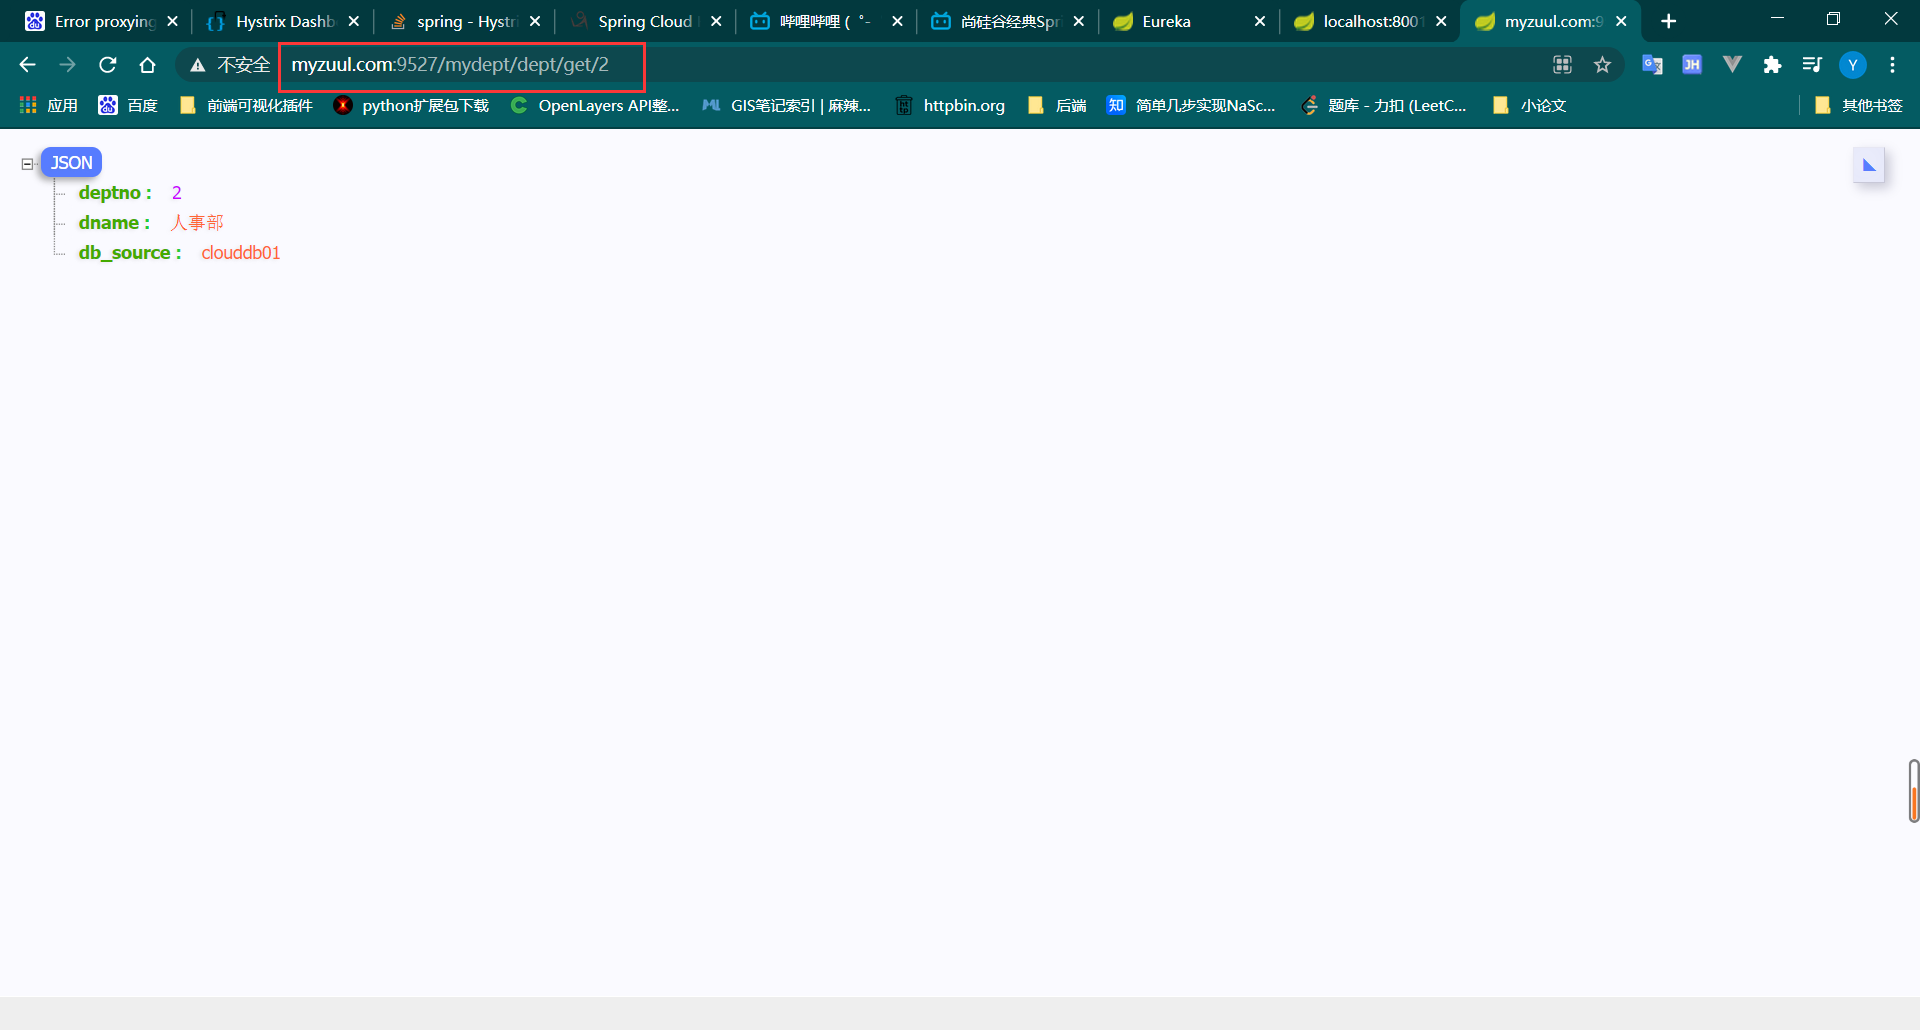 Error proxying
Hystrix Dashb
spring - Hystri
Spring Cloud
哔哩哔哩 ( ゜-
尚硅谷经典Spri
Eureka
localhost:8001
myzuul.com:9
不安全
myzuul.com:9527/mydept/dept/get/2
JH
Y
应用
百度
前端可视化插件
python扩展包下载
OpenLayers API整...
GIS笔记索引 | 麻辣...
httpbin.org
后端
知
简单几步实现NaSc...
题库 - 力扣 (LeetC...
小论文
其他书签
JSON
deptno : 2
dname : 人事部
db_source : clouddb01